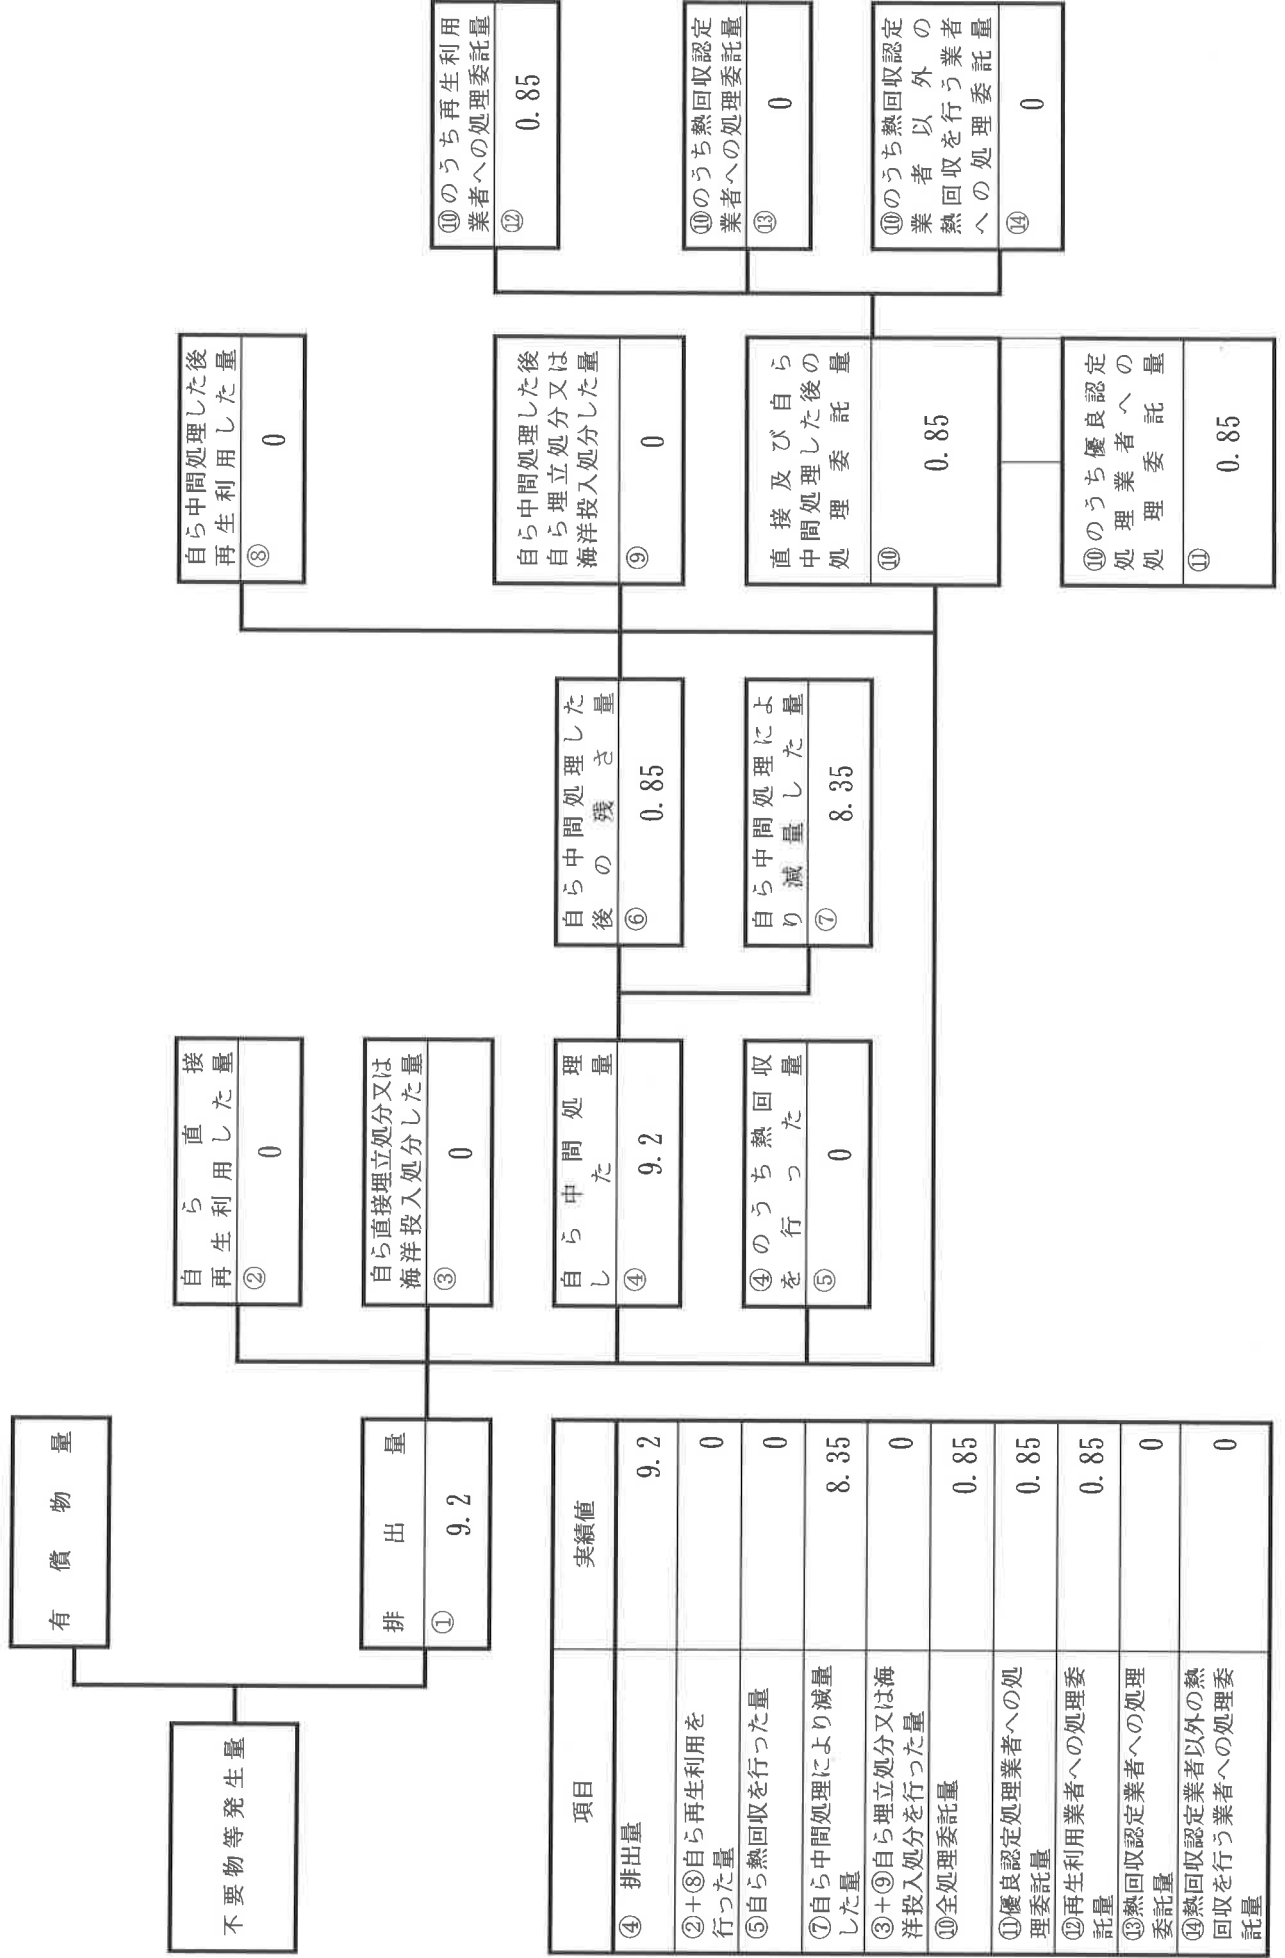 不要物等発生量
有償物量
排出量
① 9.2
自ら直接
再生利用した量
② 0
自ら直接埋立処分又は
海洋投入処分した量
③ 0
自ら中間処理
した量
④ 9.2
④のうち熱回収
を行った量
⑤ 0
自ら中間処理した
後の残さ量
⑥ 0.85
自ら中間処理によ
り減量した量
⑦ 8.35
自ら中間処理した後
再生利用した量
⑧ 0
自ら中間処理した後
自ら埋立処分又は
海洋投入処分した量
⑨ 0
直接及び自ら
中間処理した後の
処理委託量
⑩ 0.85
⑩のうち優良認定
処理業者への
処理委託量
⑪ 0.85
⑩のうち再生利用
業者への処理委託量
⑫ 0.85
⑩のうち熱回収認定
業者への処理委託量
⑬ 0
⑩のうち熱回収認定
業者以外の
熱回収を行う業者
への処理委託量
⑭ 0
項目 実績値
④ 排出量 9.2
②+⑧自ら再生利用を
行った量 0
⑤自ら熱回収を行った量 0
⑦自ら中間処理により減量
した量 8.35
③+⑨自ら埋立処分又は海
洋投入処分を行った量 0
⑩全処理委託量 0.85
⑪優良認定処理業者への処
理委託量 0.85
⑫再生利用業者への処理委
託量 0.85
⑬熱回収認定業者への処理
委託量 0
⑭熱回収認定業者以外の熱
回収を行う業者への処理委
託量 0